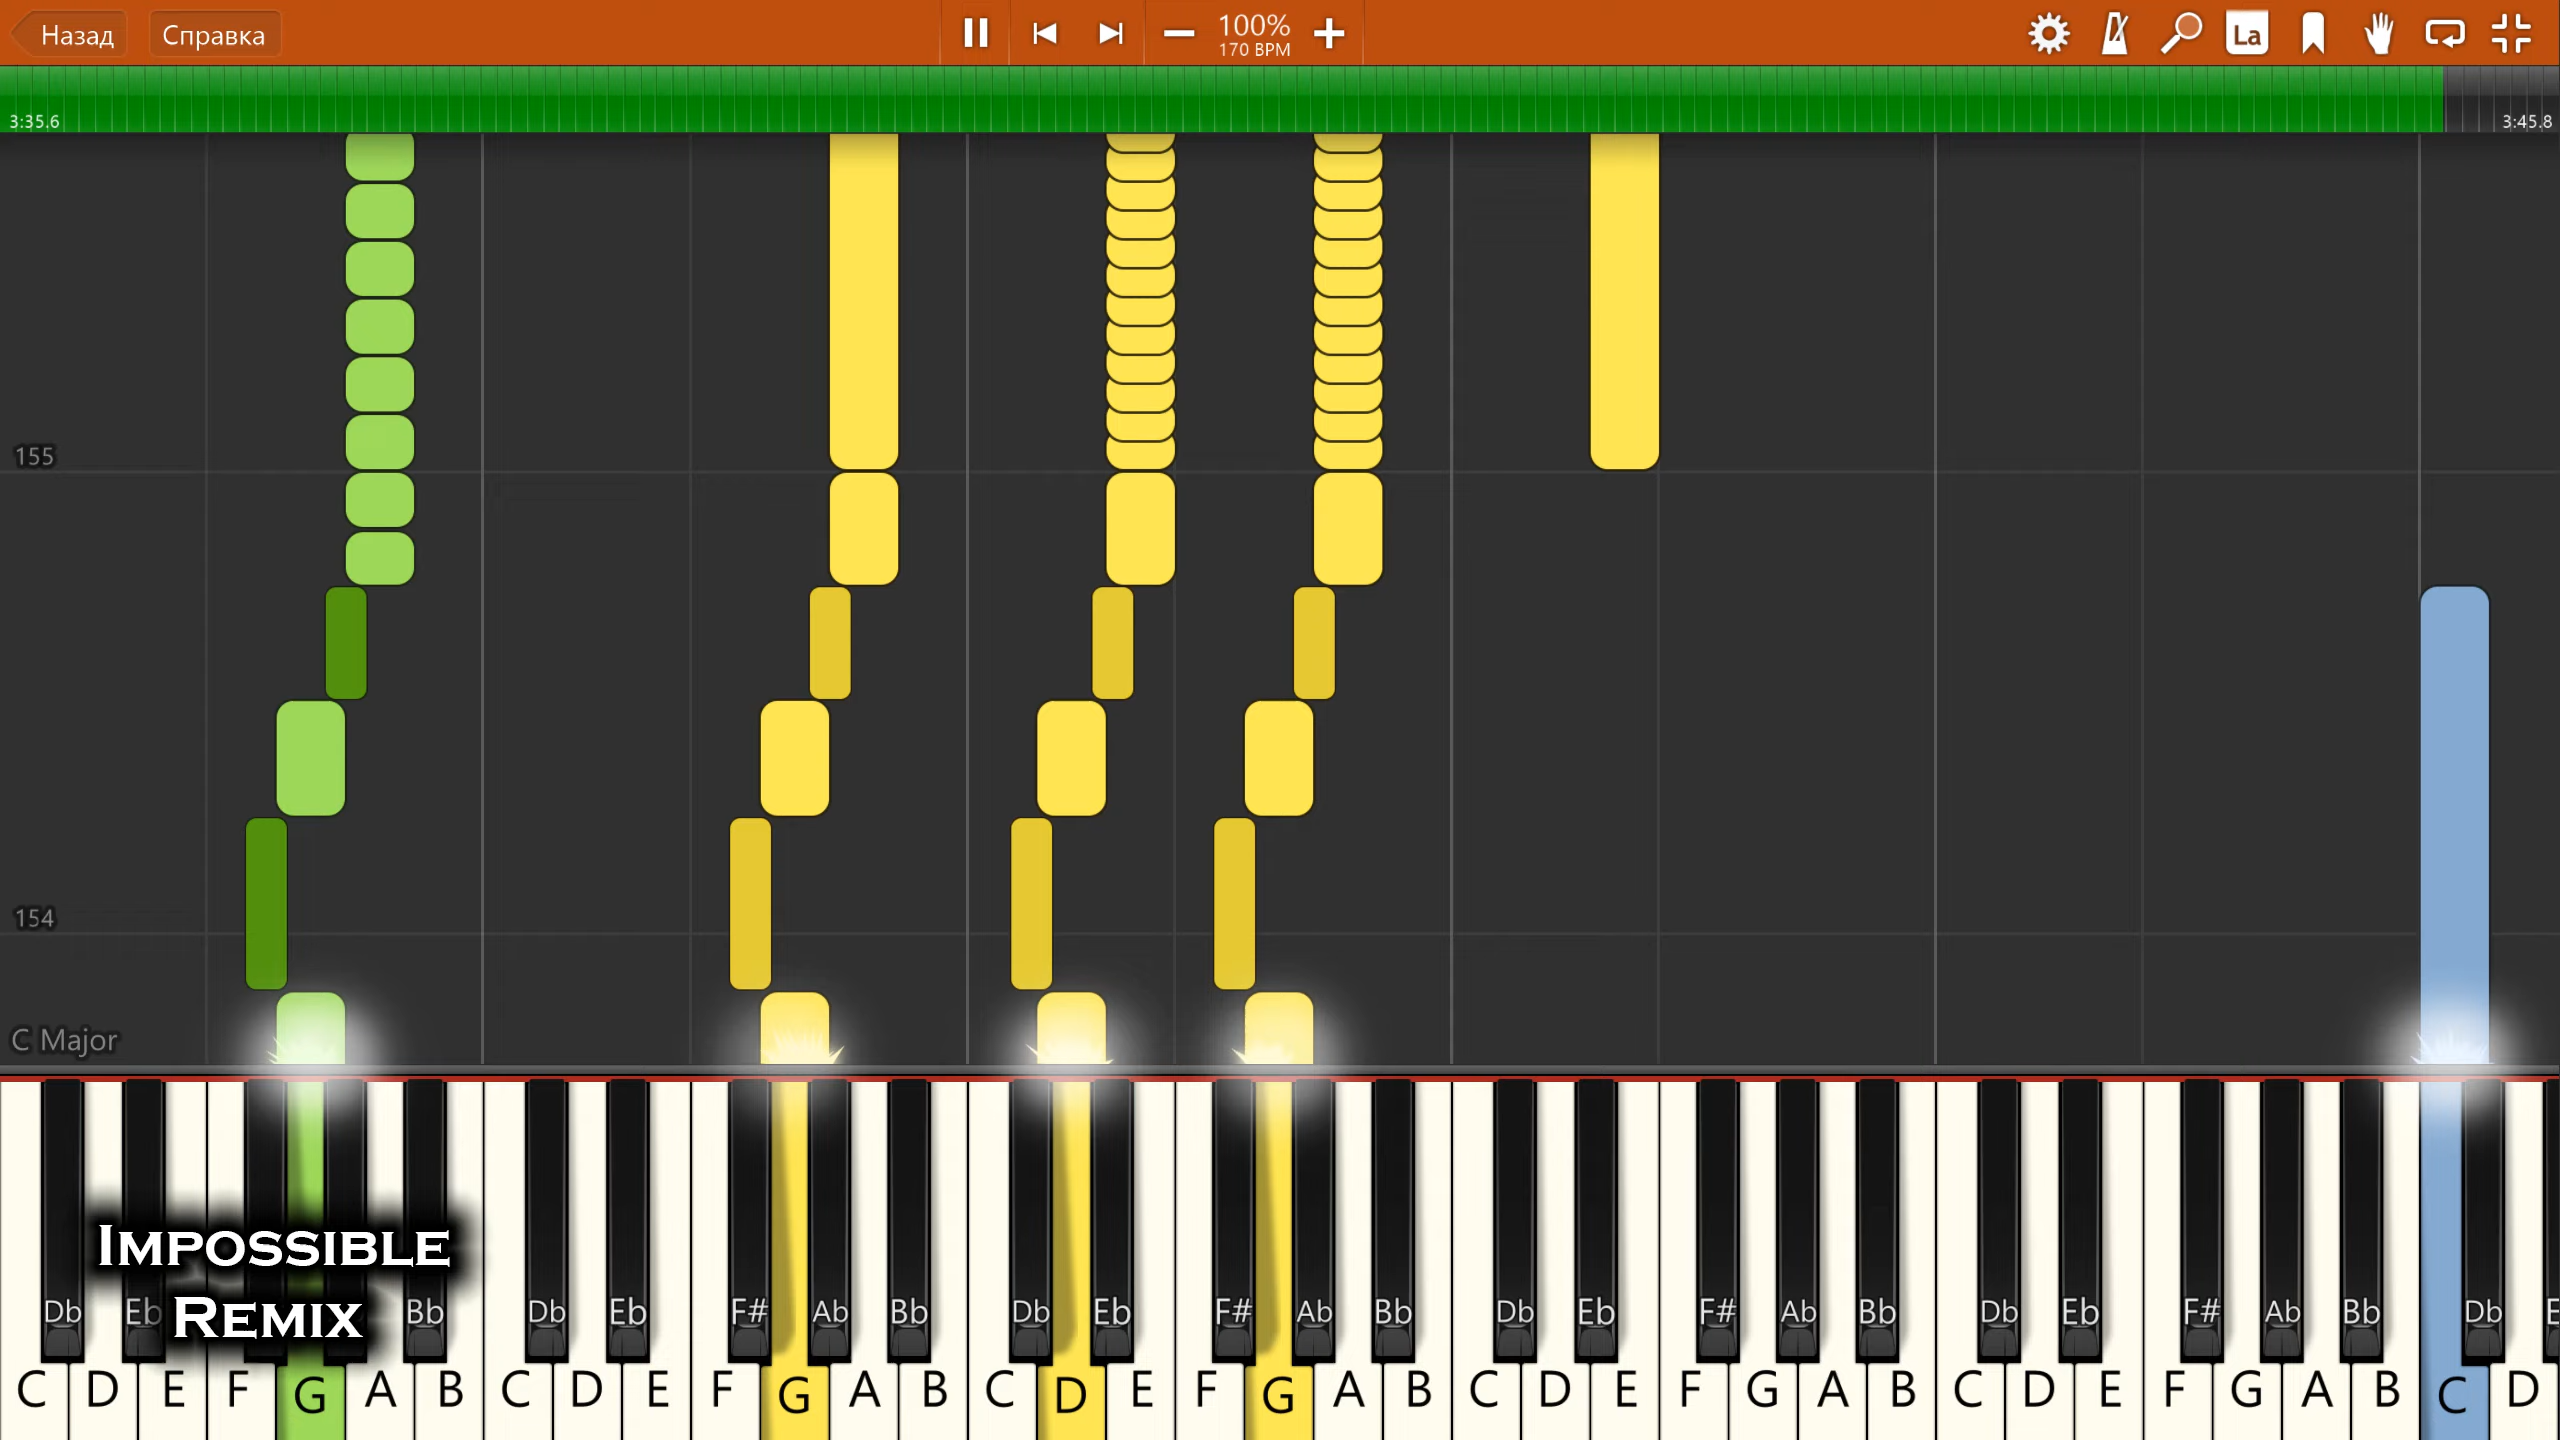 Назад Справка 100% La
170 BPM
3:35.6 3:45.8
155
154
C Major
IMPOSSIBLE
REMIX
Db Eb Bb Db Eb F# Ab Bb Db Eb F# Ab Bb Db Eb F# Ab Bb Db Eb F# Ab Bb Db E
C D E F G A B C D E F G A B C D E F G A B C D E F G A B C D E F G A B C D